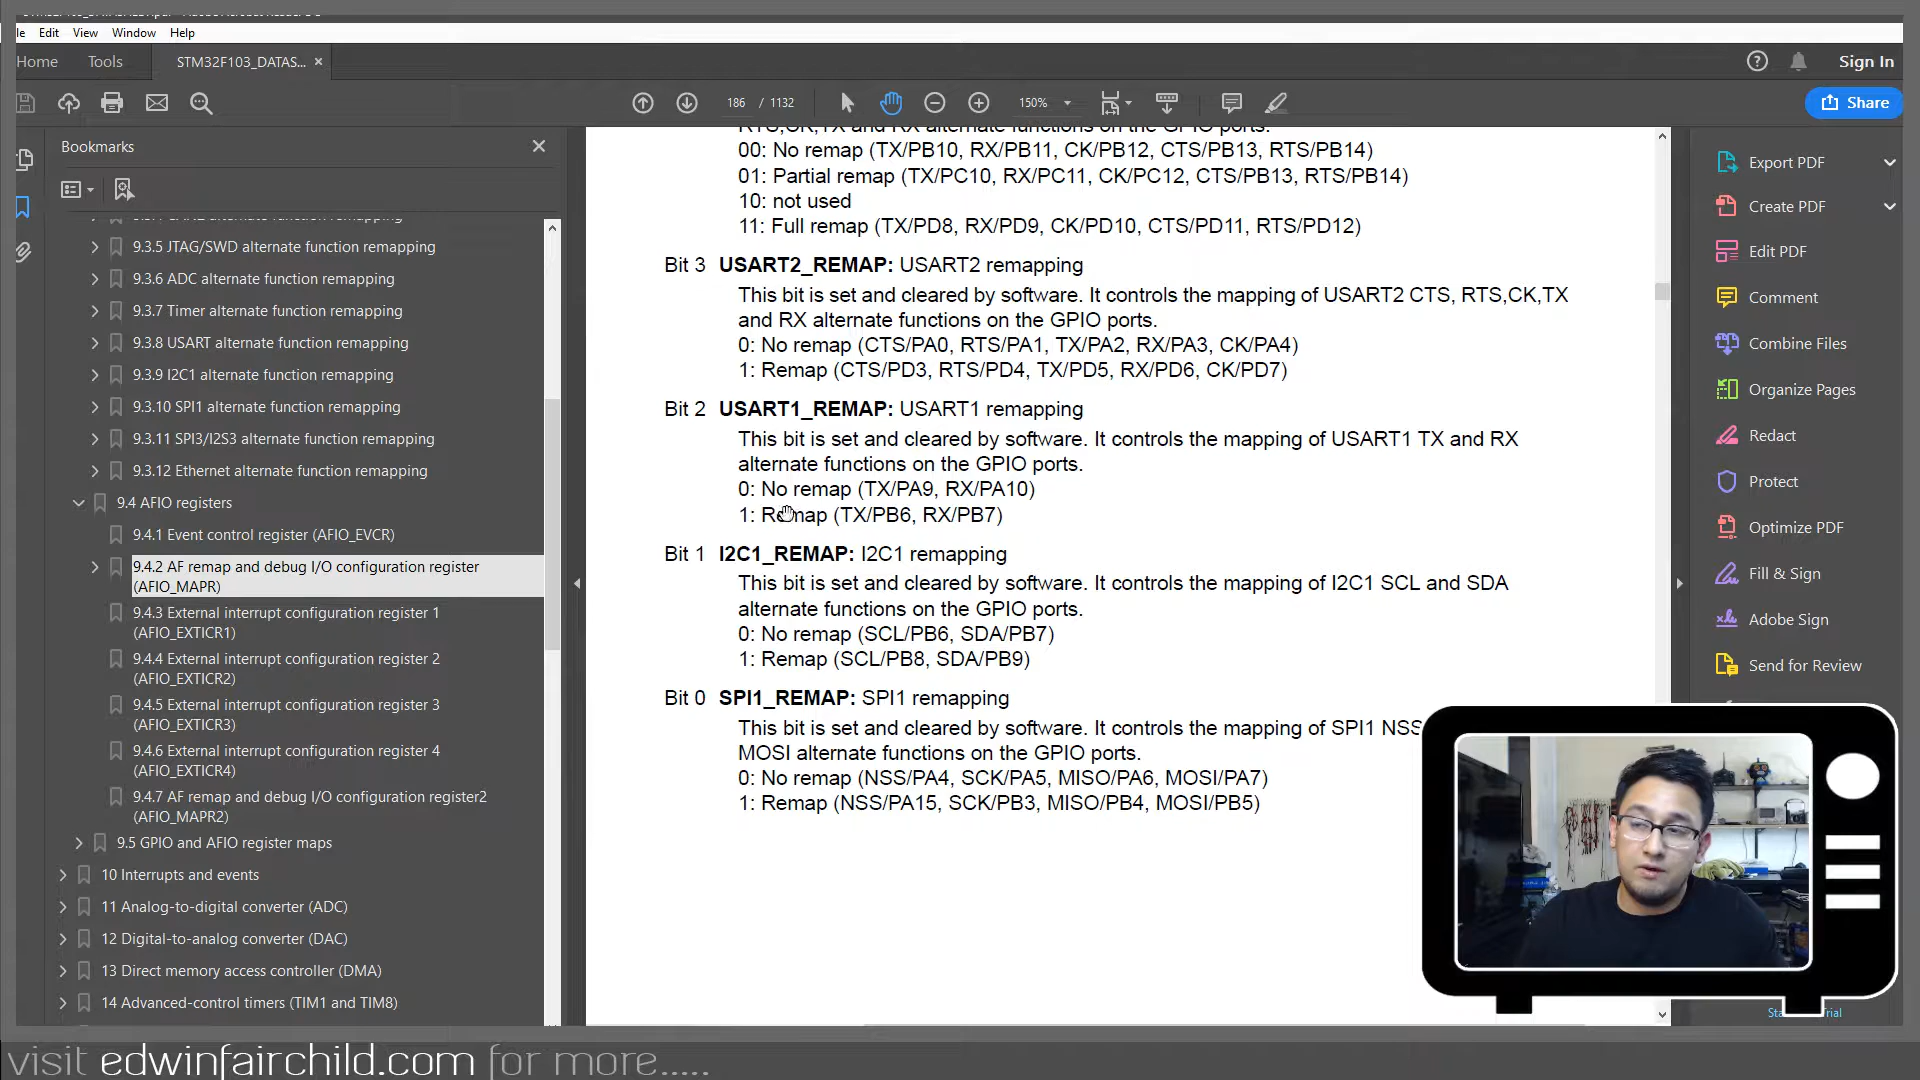 Edit View Window Help
Home Tools STM32F103_DATAS... × Sign In
186 / 1132 150% Share
Bookmarks
9.3.5 JTAG/SWD alternate function remapping
9.3.6 ADC alternate function remapping
9.3.7 Timer alternate function remapping
9.3.8 USART alternate function remapping
9.3.9 I2C1 alternate function remapping
9.3.10 SPI1 alternate function remapping
9.3.11 SPI3/I2S3 alternate function remapping
9.3.12 Ethernet alternate function remapping
9.4 AFIO registers
9.4.1 Event control register (AFIO_EVCR)
9.4.2 AF remap and debug I/O configuration register
(AFIO_MAPR)
9.4.3 External interrupt configuration register 1
(AFIO_EXTICR1)
9.4.4 External interrupt configuration register 2
(AFIO_EXTICR2)
9.4.5 External interrupt configuration register 3
(AFIO_EXTICR3)
9.4.6 External interrupt configuration register 4
(AFIO_EXTICR4)
9.4.7 AF remap and debug I/O configuration register2
(AFIO_MAPR2)
9.5 GPIO and AFIO register maps
10 Interrupts and events
11 Analog-to-digital converter (ADC)
12 Digital-to-analog converter (DAC)
13 Direct memory access controller (DMA)
14 Advanced-control timers (TIM1 and TIM8)
RTS,CK,TX and RX alternate functions on the GPIO ports.
00: No remap (TX/PB10, RX/PB11, CK/PB12, CTS/PB13, RTS/PB14)
01: Partial remap (TX/PC10, RX/PC11, CK/PC12, CTS/PB13, RTS/PB14)
10: not used
11: Full remap (TX/PD8, RX/PD9, CK/PD10, CTS/PD11, RTS/PD12)
Bit 3 USART2_REMAP: USART2 remapping
This bit is set and cleared by software. It controls the mapping of USART2 CTS, RTS,CK,TX
and RX alternate functions on the GPIO ports.
0: No remap (CTS/PA0, RTS/PA1, TX/PA2, RX/PA3, CK/PA4)
1: Remap (CTS/PD3, RTS/PD4, TX/PD5, RX/PD6, CK/PD7)
Bit 2 USART1_REMAP: USART1 remapping
This bit is set and cleared by software. It controls the mapping of USART1 TX and RX
alternate functions on the GPIO ports.
0: No remap (TX/PA9, RX/PA10)
1: Remap (TX/PB6, RX/PB7)
Bit 1 I2C1_REMAP: I2C1 remapping
This bit is set and cleared by software. It controls the mapping of I2C1 SCL and SDA
alternate functions on the GPIO ports.
0: No remap (SCL/PB6, SDA/PB7)
1: Remap (SCL/PB8, SDA/PB9)
Bit 0 SPI1_REMAP: SPI1 remapping
This bit is set and cleared by software. It controls the mapping of SPI1 NSS
MOSI alternate functions on the GPIO ports.
0: No remap (NSS/PA4, SCK/PA5, MISO/PA6, MOSI/PA7)
1: Remap (NSS/PA15, SCK/PB3, MISO/PB4, MOSI/PB5)
Export PDF
Create PDF
Edit PDF
Comment
Combine Files
Organize Pages
Redact
Protect
Optimize PDF
Fill & Sign
Adobe Sign
Send for Review
visit edwinfairchild.com for more.....